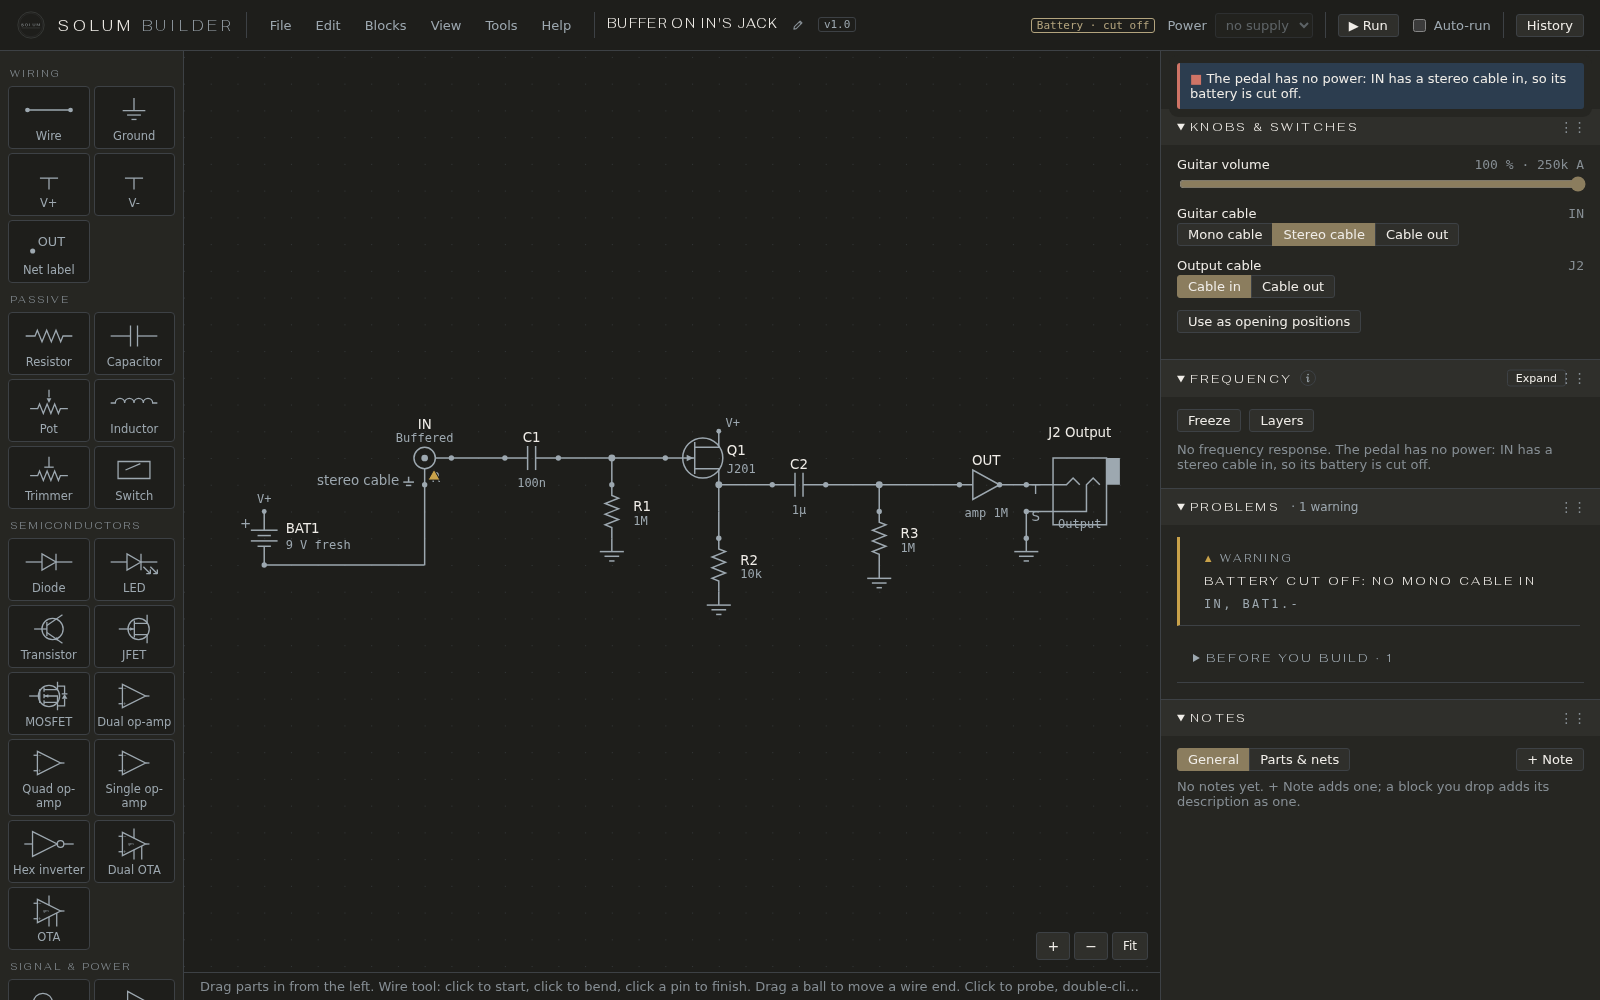 SOLUM BUILDER
File Edit Blocks View Tools Help
BUFFER ON IN'S JACK v1.0
Battery · cut off Power no supply ▶ Run Auto-run History
WIRING
Wire Ground
V+ V-
OUT
Net label
PASSIVE
Resistor Capacitor
Pot Inductor
Trimmer Switch
SEMICONDUCTORS
Diode LED
Transistor JFET
MOSFET Dual op-amp
Quad op-amp Single op-amp
Hex inverter Dual OTA
OTA
SIGNAL & POWER
IN
Buffered
stereo cable
V+
+
BAT1
9 V fresh
C1
100n
R1
1M
V+
Q1
J201
R2
10k
C2
1µ
R3
1M
OUT
amp 1M
J2 Output
T
S
Output
+ − Fit
Drag parts in from the left. Wire tool: click to start, click to bend, click a pin to finish. Drag a ball to move a wire end. Click to probe, double-cli…
The pedal has no power: IN has a stereo cable in, so its
battery is cut off.
KNOBS & SWITCHES
Guitar volume 100 % · 250k A
Guitar cable IN
Mono cable Stereo cable Cable out
Output cable J2
Cable in Cable out
Use as opening positions
FREQUENCY i Expand
Freeze Layers
No frequency response. The pedal has no power: IN has a
stereo cable in, so its battery is cut off.
PROBLEMS · 1 warning
▲ WARNING
BATTERY CUT OFF: NO MONO CABLE IN
IN, BAT1.-
BEFORE YOU BUILD · 1
NOTES
General Parts & nets + Note
No notes yet. + Note adds one; a block you drop adds its
description as one.